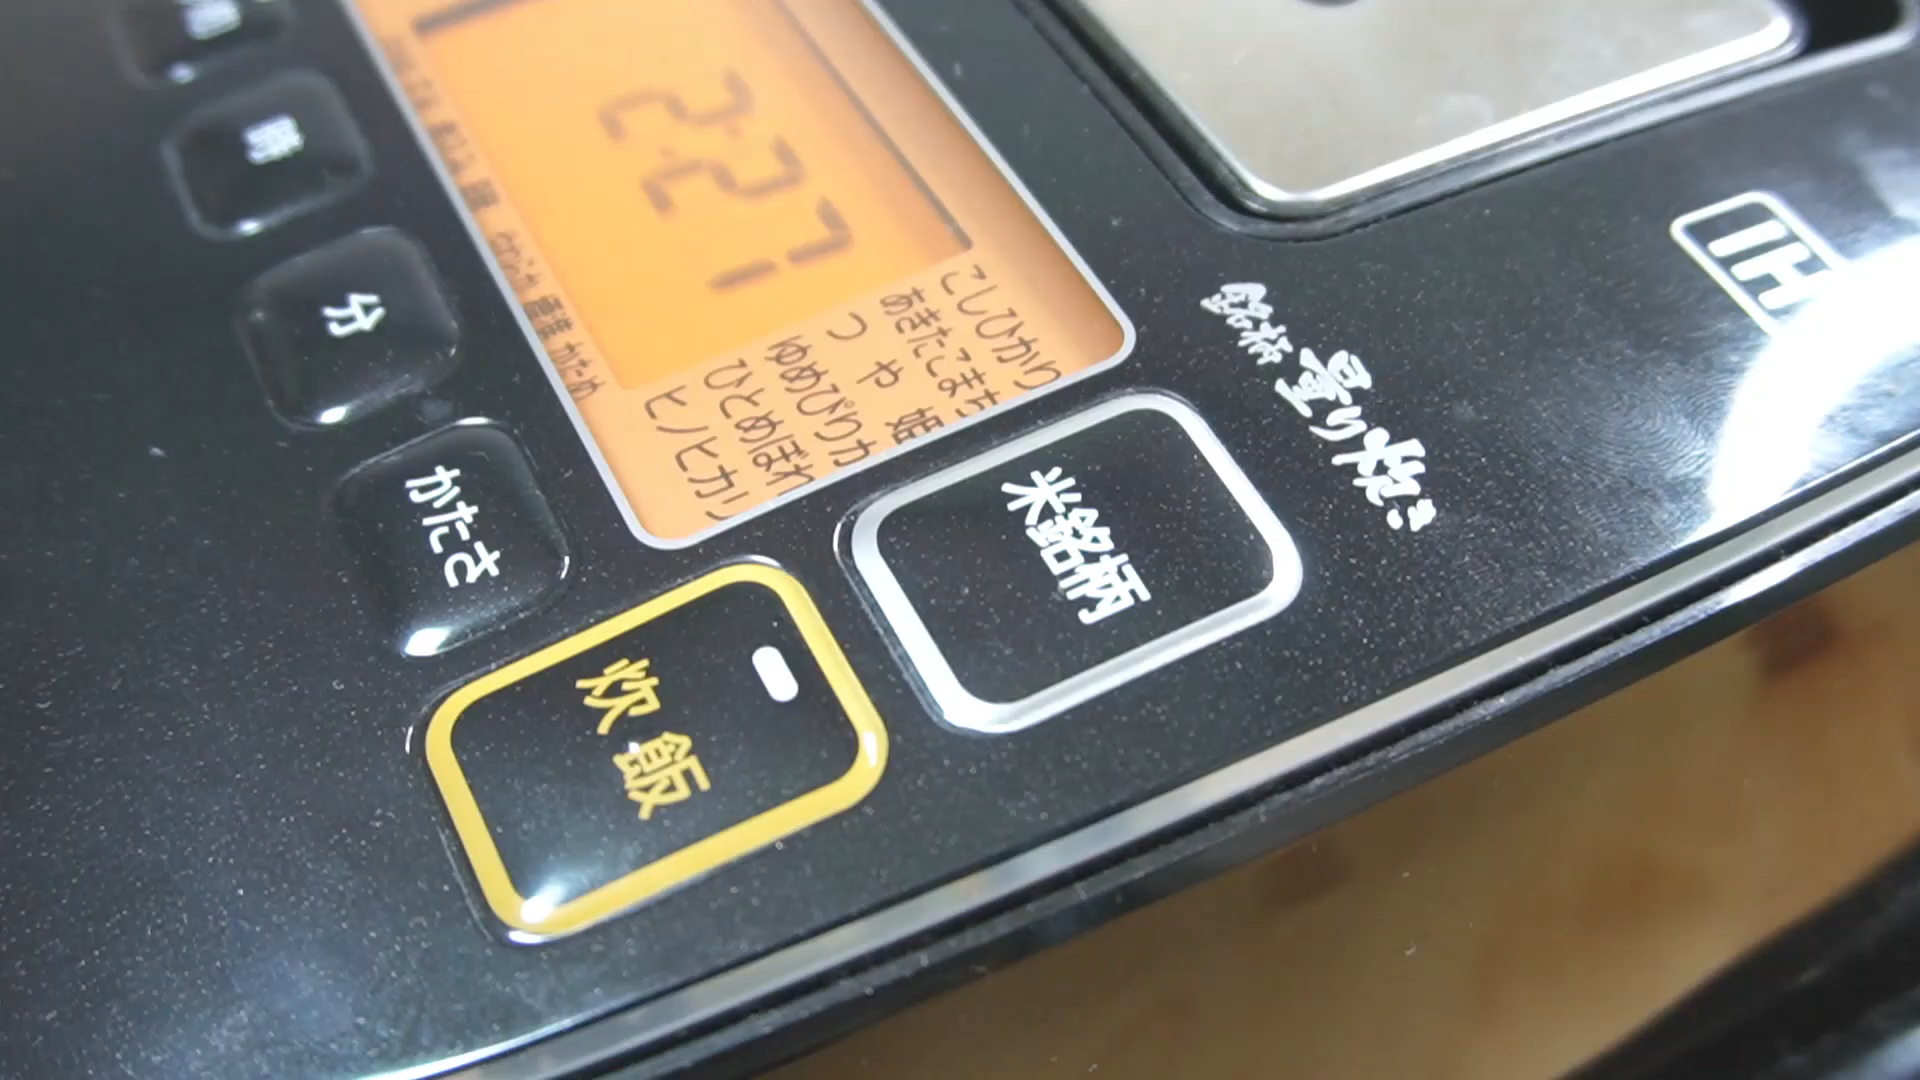 2:27
こしひかり
あきたこまち
つや姫
ゆめぴりか
ひとめぼれ
ヒノヒカリ
時
分
かたさ
炊飯
米銘柄
銘柄量り炊き
IH